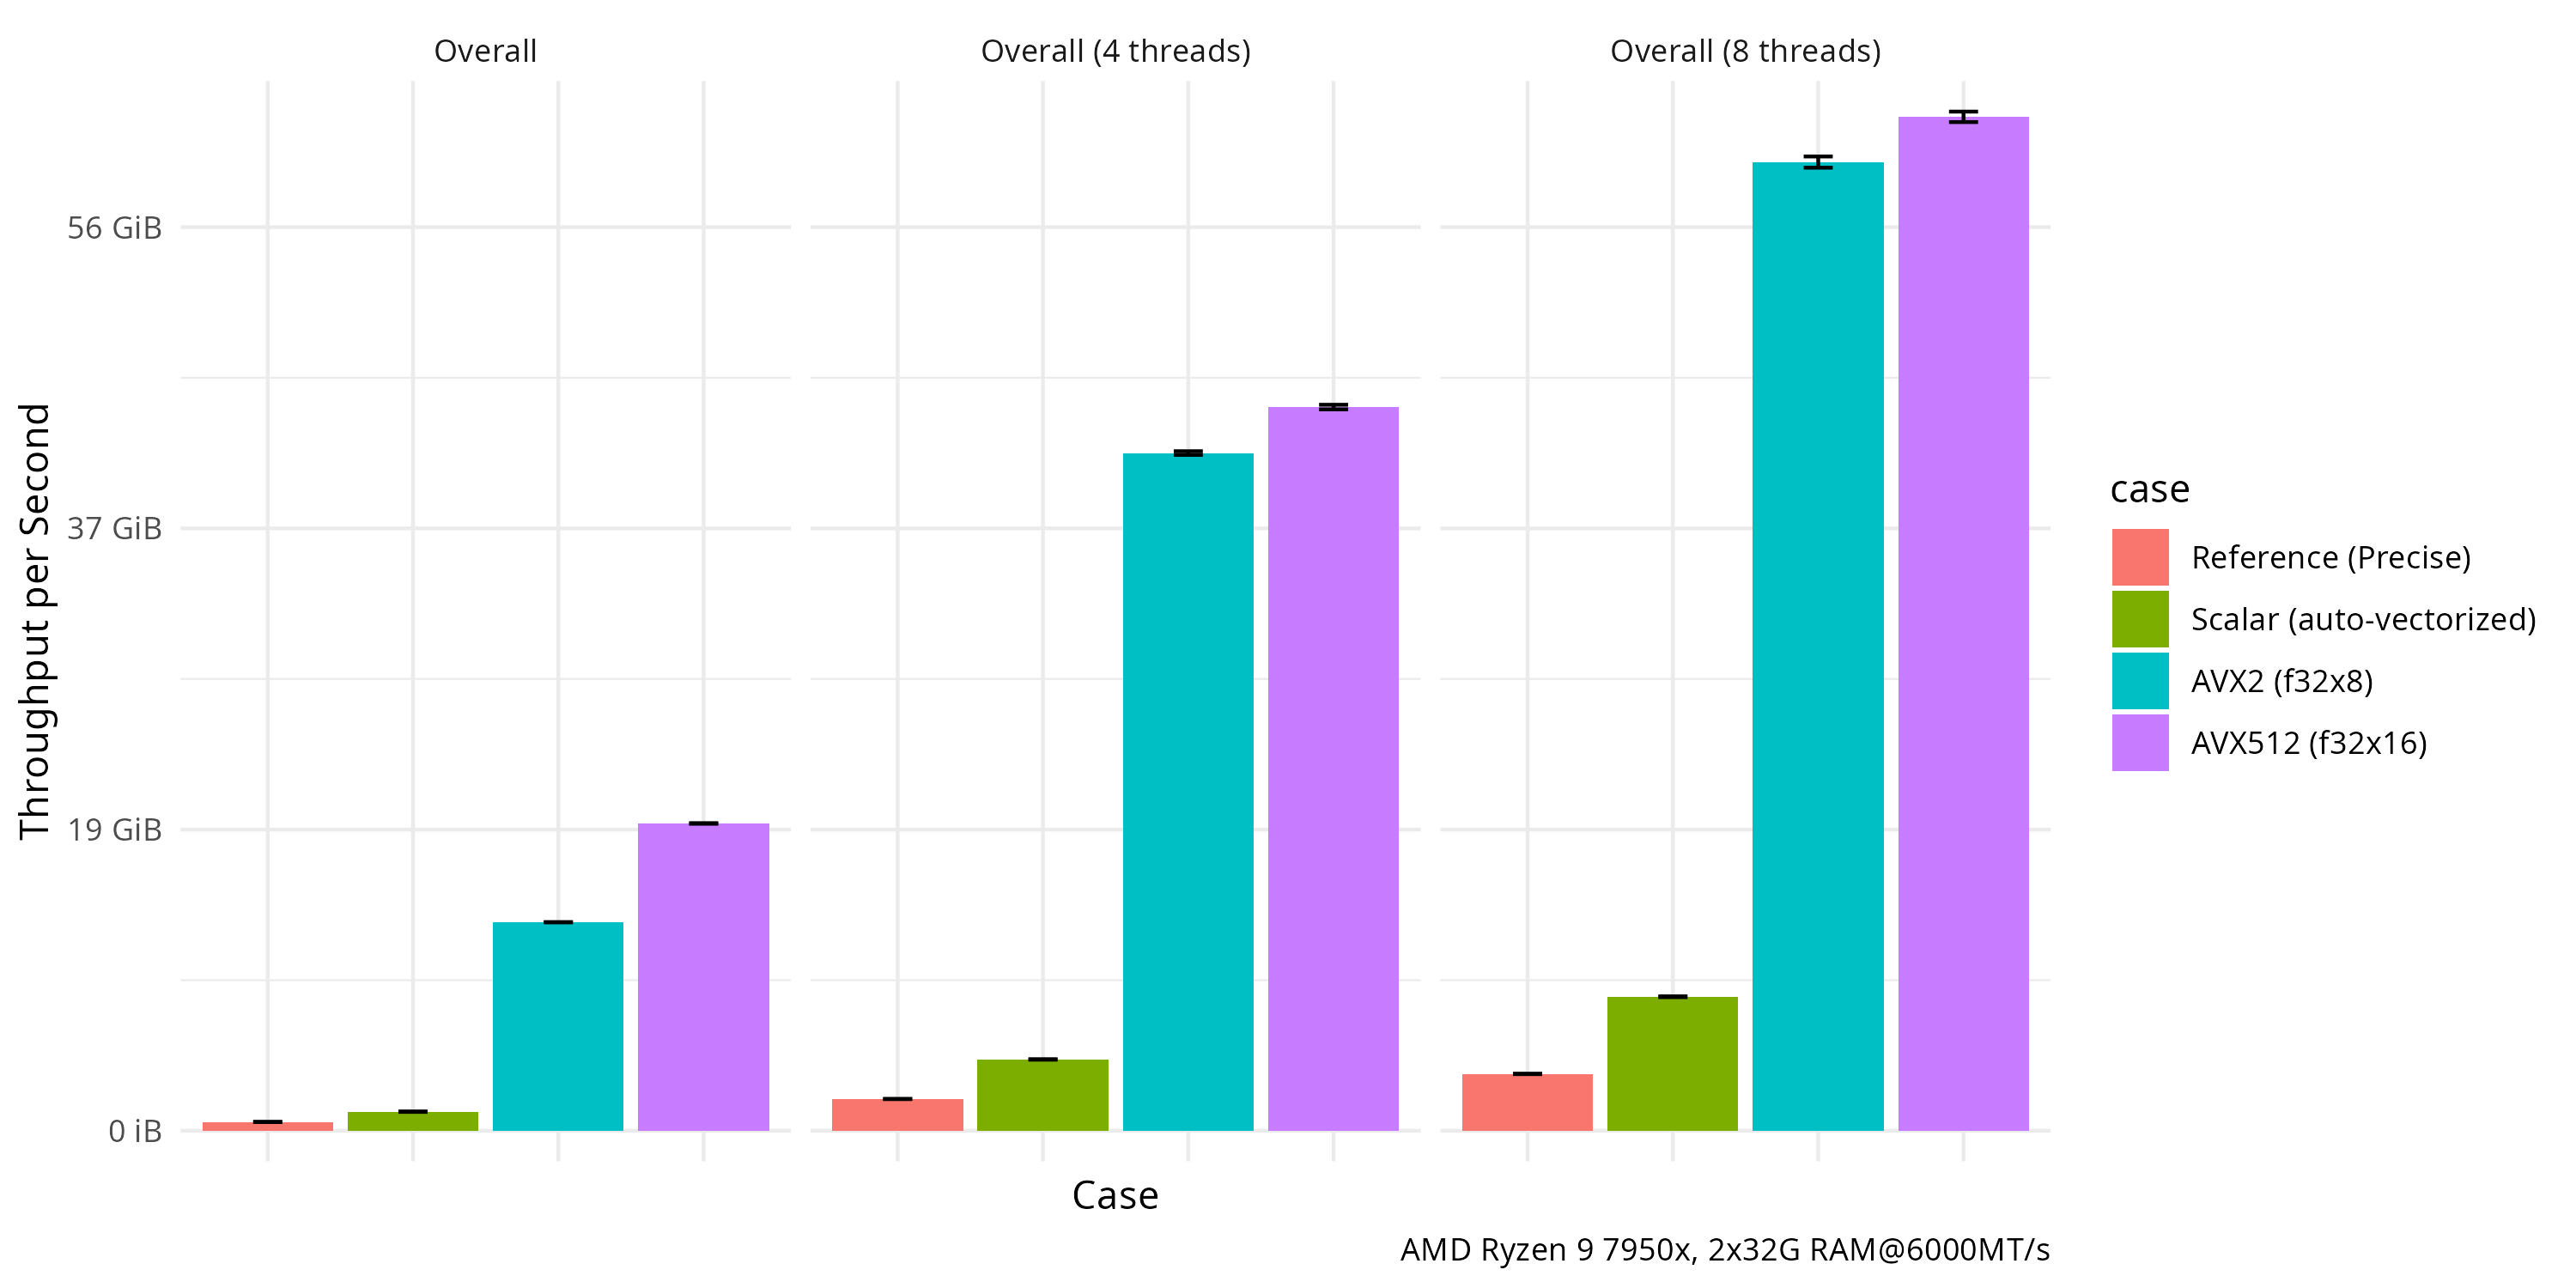 Overall
Overall (4 threads)
Overall (8 threads)
Throughput per Second
56 GiB
37 GiB
19 GiB
0 iB
Case
case
Reference (Precise)
Scalar (auto-vectorized)
AVX2 (f32x8)
AVX512 (f32x16)
AMD Ryzen 9 7950x, 2x32G RAM@6000MT/s